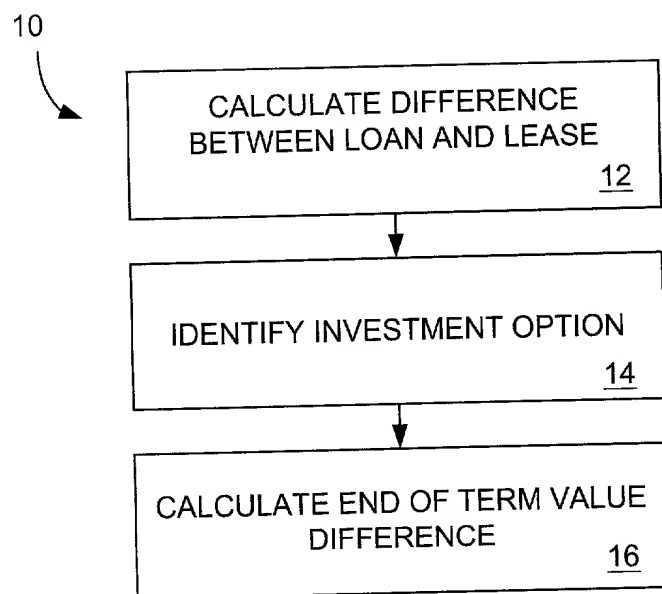 10
CALCULATE DIFFERENCE
BETWEEN LOAN AND LEASE
12
IDENTIFY INVESTMENT OPTION
14
CALCULATE END OF TERM VALUE
DIFFERENCE
16